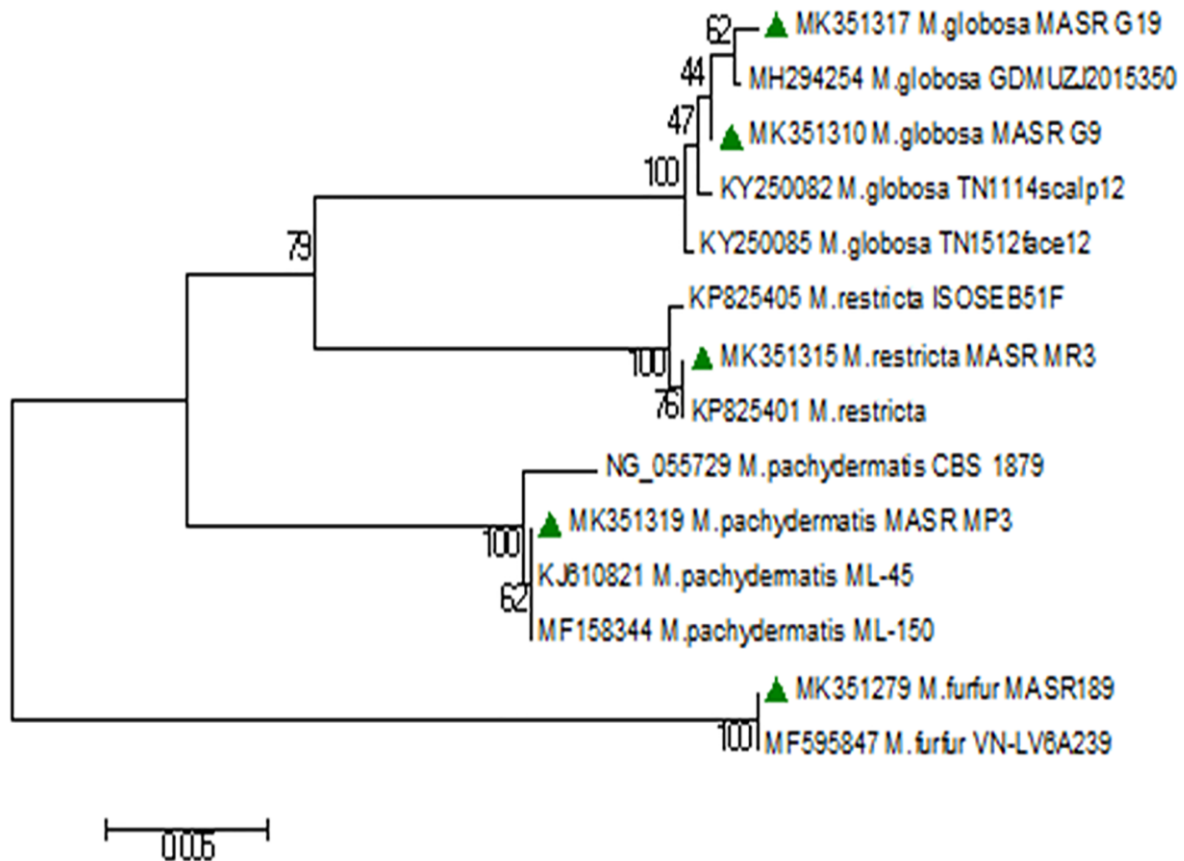 62
MK351317 M.globosa MASR G19
44
MH294254 M.globosa GDMUZJ2015350
47
MK351310 M.globosa MASR G9
100
KY250082 M.globosa TN1114scalp12
79
KY250085 M.globosa TN1512face12
KP825405 M.restricta ISOSEB51F
100
MK351315 M.restricta MASR MR3
76
KP825401 M.restricta
NG_055729 M.pachydermatis CBS 1879
100
MK351319 M.pachydermatis MASR MP3
KJ610821 M.pachydermatis ML-45
62
MF158344 M.pachydermatis ML-150
MK351279 M.furfur MASR189
100
MF595847 M.furfur VN-LV6A239
0.005